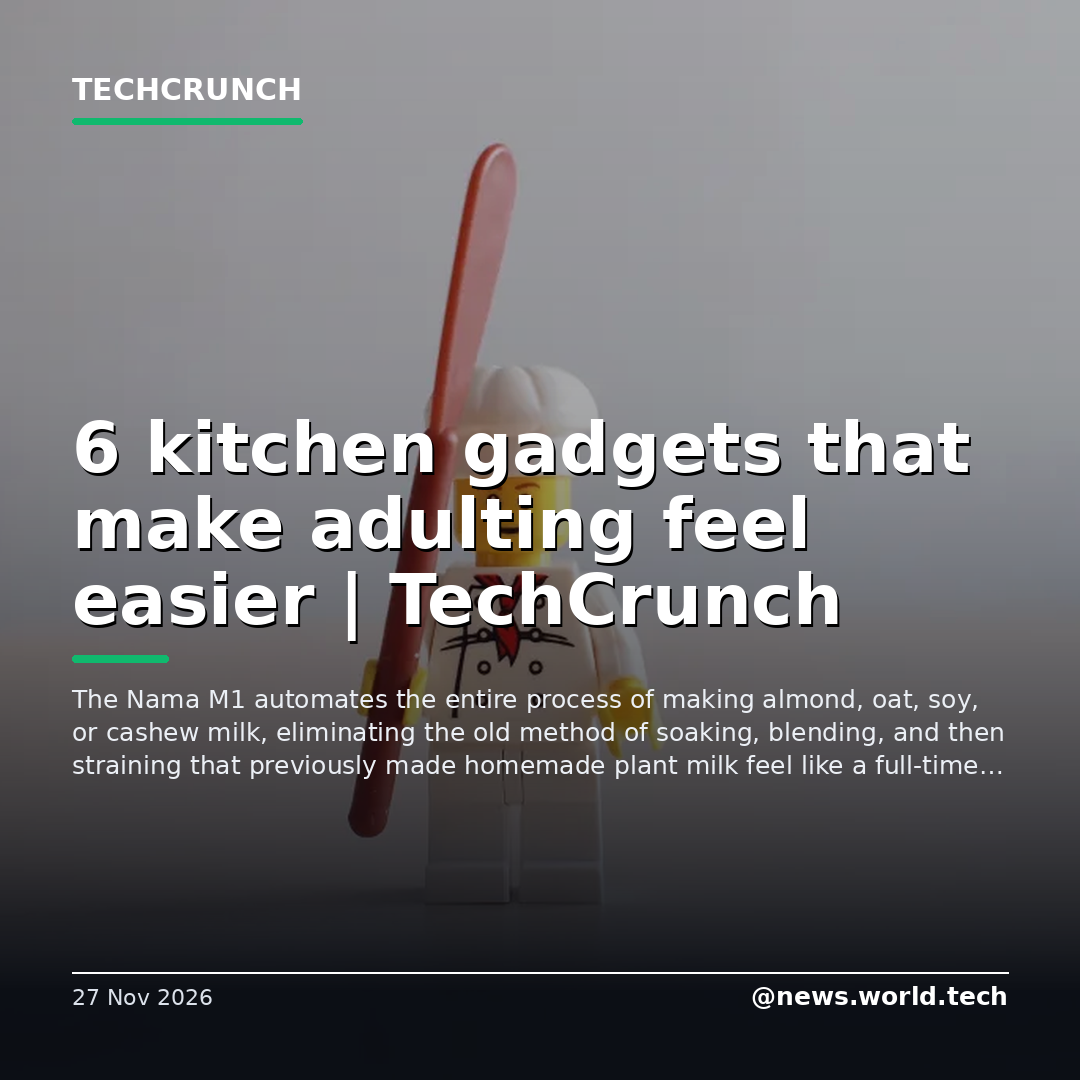 TECHCRUNCH
6 kitchen gadgets that
make adulting feel
easier | TechCrunch
The Nama M1 automates the entire process of making almond, oat, soy,
or cashew milk, eliminating the old method of soaking, blending, and then
straining that previously made homemade plant milk feel like a full-time…
27 Nov 2026
@news.world.tech